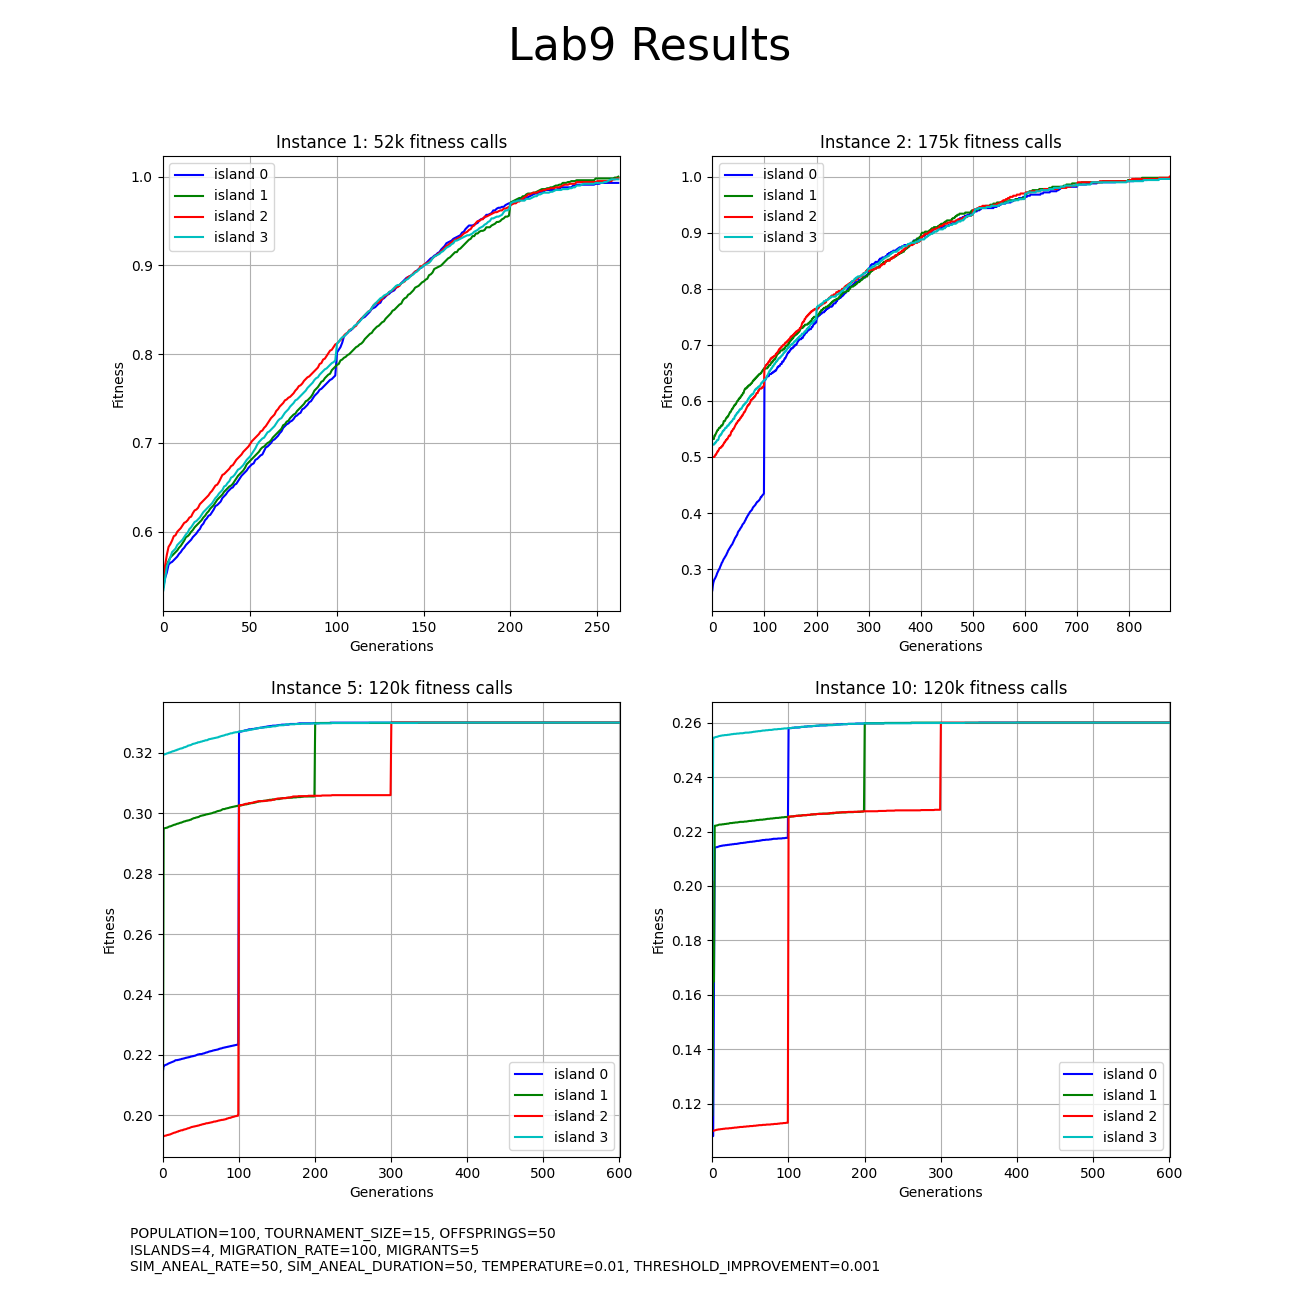 Lab9 Results
Instance 1: 52k fitness calls
1.0
0.9
0.8
0.7
0.6
Fitness
island 0
island 1
island 2
island 3
0 50 100 150 200 250
Generations
Instance 2: 175k fitness calls
1.0
0.9
0.8
0.7
0.6
0.5
0.4
0.3
Fitness
island 0
island 1
island 2
island 3
0 100 200 300 400 500 600 700 800
Generations
Instance 5: 120k fitness calls
0.32
0.30
0.28
0.26
0.24
0.22
0.20
Fitness
island 0
island 1
island 2
island 3
0 100 200 300 400 500 600
Generations
Instance 10: 120k fitness calls
0.26
0.24
0.22
0.20
0.18
0.16
0.14
0.12
Fitness
island 0
island 1
island 2
island 3
0 100 200 300 400 500 600
Generations
POPULATION=100, TOURNAMENT_SIZE=15, OFFSPRINGS=50
ISLANDS=4, MIGRATION_RATE=100, MIGRANTS=5
SIM_ANEAL_RATE=50, SIM_ANEAL_DURATION=50, TEMPERATURE=0.01, THRESHOLD_IMPROVEMENT=0.001